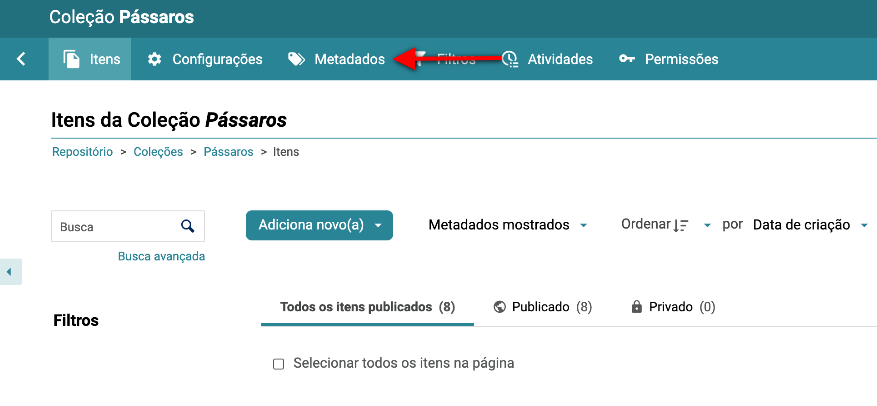 Coleção Pássaros
Itens Configurações Metadados Filtros Atividades Permissões
Itens da Coleção Pássaros
Repositório > Coleções > Pássaros > Itens
Busca Adiciona novo(a) Metadados mostrados Ordenar por Data de criação
Busca avançada
Filtros
Todos os itens publicados (8) Publicado (8) Privado (0)
Selecionar todos os itens na página